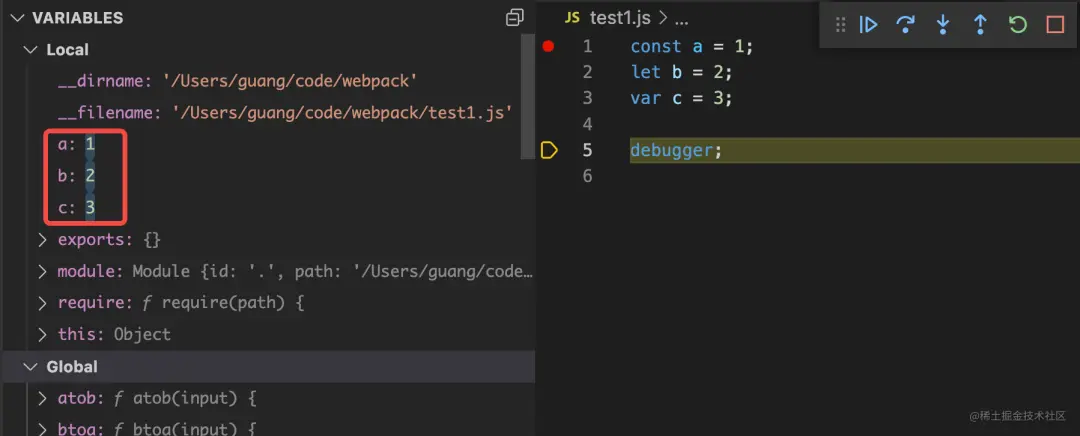 VARIABLES
Local
__dirname: '/Users/guang/code/webpack'
__filename: '/Users/guang/code/webpack/test1.js'
a: 1
b: 2
c: 3
exports: {}
module: Module {id: '.', path: '/Users/guang/code…
require: ƒ require(path) {
this: Object
Global
atob: ƒ atob(input) {
btoa: ƒ btoa(input) {
JS test1.js > ...
1 const a = 1;
2 let b = 2;
3 var c = 3;
4
5 debugger;
6
@稀土掘金技术社区